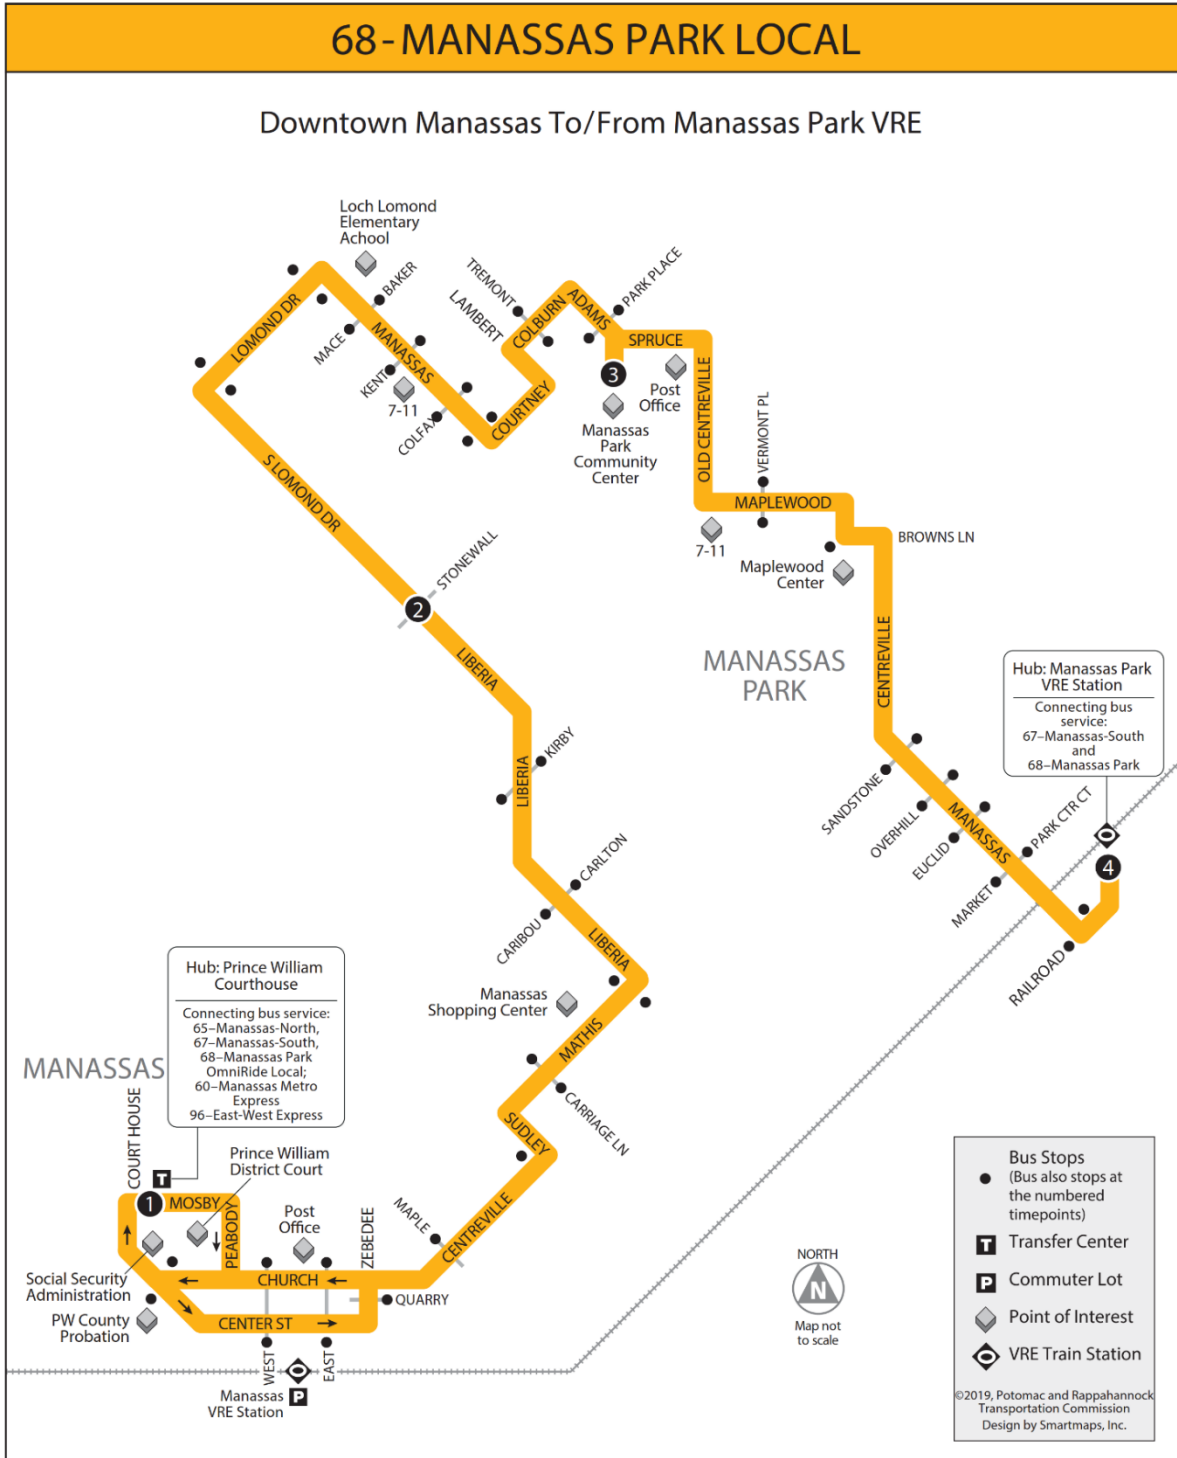 68-MANASSAS PARK LOCAL
Downtown Manassas To/From Manassas Park VRE
Loch Lomond
Elementary
Achool
LOMOND DR
BAKER
MACE
MANASSAS
KENT
7-11
COLFAX
COURTNEY
TREMONT
LAMBERT
COLBURN
ADAMS
PARK PLACE
SPRUCE
3
Post
Office
Manassas
Park
Community
Center
OLD CENTREVILLE
VERMONT PL
MAPLEWOOD
7-11
BROWNS LN
Maplewood
Center
S LOMOND DR
STONEWALL
2
LIBERIA
MANASSAS
PARK
CENTREVILLE
Hub: Manassas Park
VRE Station
Connecting bus
service:
67–Manassas-South
and
68–Manassas Park
LIBERIA
KIRBY
SANDSTONE
OVERHILL
EUCLID
MANASSAS
MARKET
PARK CTR CT
4
RAILROAD
CARLTON
CARIBOU
LIBERIA
Manassas
Shopping Center
MATHIS
CARRIAGE LN
SUDLEY
Hub: Prince William
Courthouse
Connecting bus service:
65–Manassas-North,
67–Manassas-South,
68–Manassas Park
OmniRide Local;
60–Manassas Metro
Express
96–East-West Express
MANASSAS
COURT HOUSE
T
Prince William
District Court
1
MOSBY
PEABODY
Post
Office
ZEBEDEE
MAPLE
CENTREVILLE
Social Security
Administration
CHURCH
PW County
Probation
CENTER ST
QUARRY
WEST
EAST
Manassas
VRE Station
P
NORTH
N
Map not
to scale
Bus Stops
(Bus also stops at
the numbered
timepoints)
T Transfer Center
P Commuter Lot
Point of Interest
VRE Train Station
©2019, Potomac and Rappahannock
Transportation Commission
Design by Smartmaps, Inc.